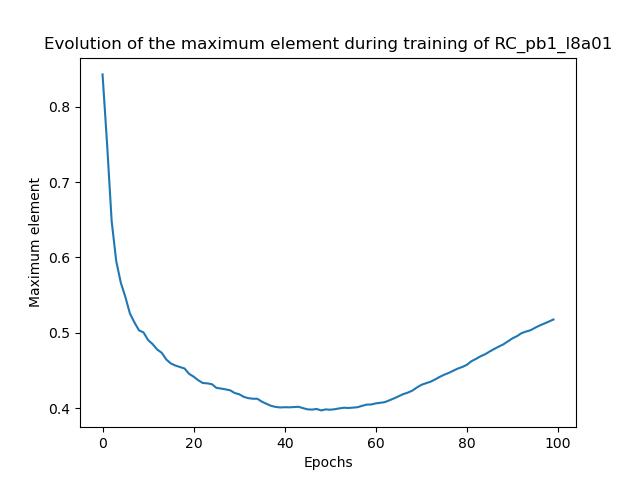 Evolution of the maximum element during training of RC_pb1_l8a01
Maximum element
0.8
0.7
0.6
0.5
0.4
0 20 40 60 80 100
Epochs